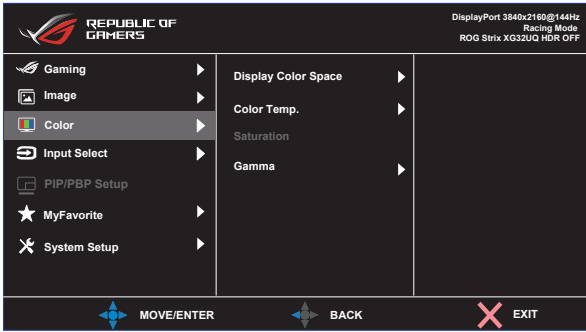 REPUBLIC OF
GAMERS
DisplayPort 3840x2160@144Hz
Racing Mode
ROG Strix XG32UQ HDR OFF
Gaming
Image
Color
Input Select
PIP/PBP Setup
MyFavorite
System Setup
Display Color Space
Color Temp.
Saturation
Gamma
MOVE/ENTER
BACK
EXIT